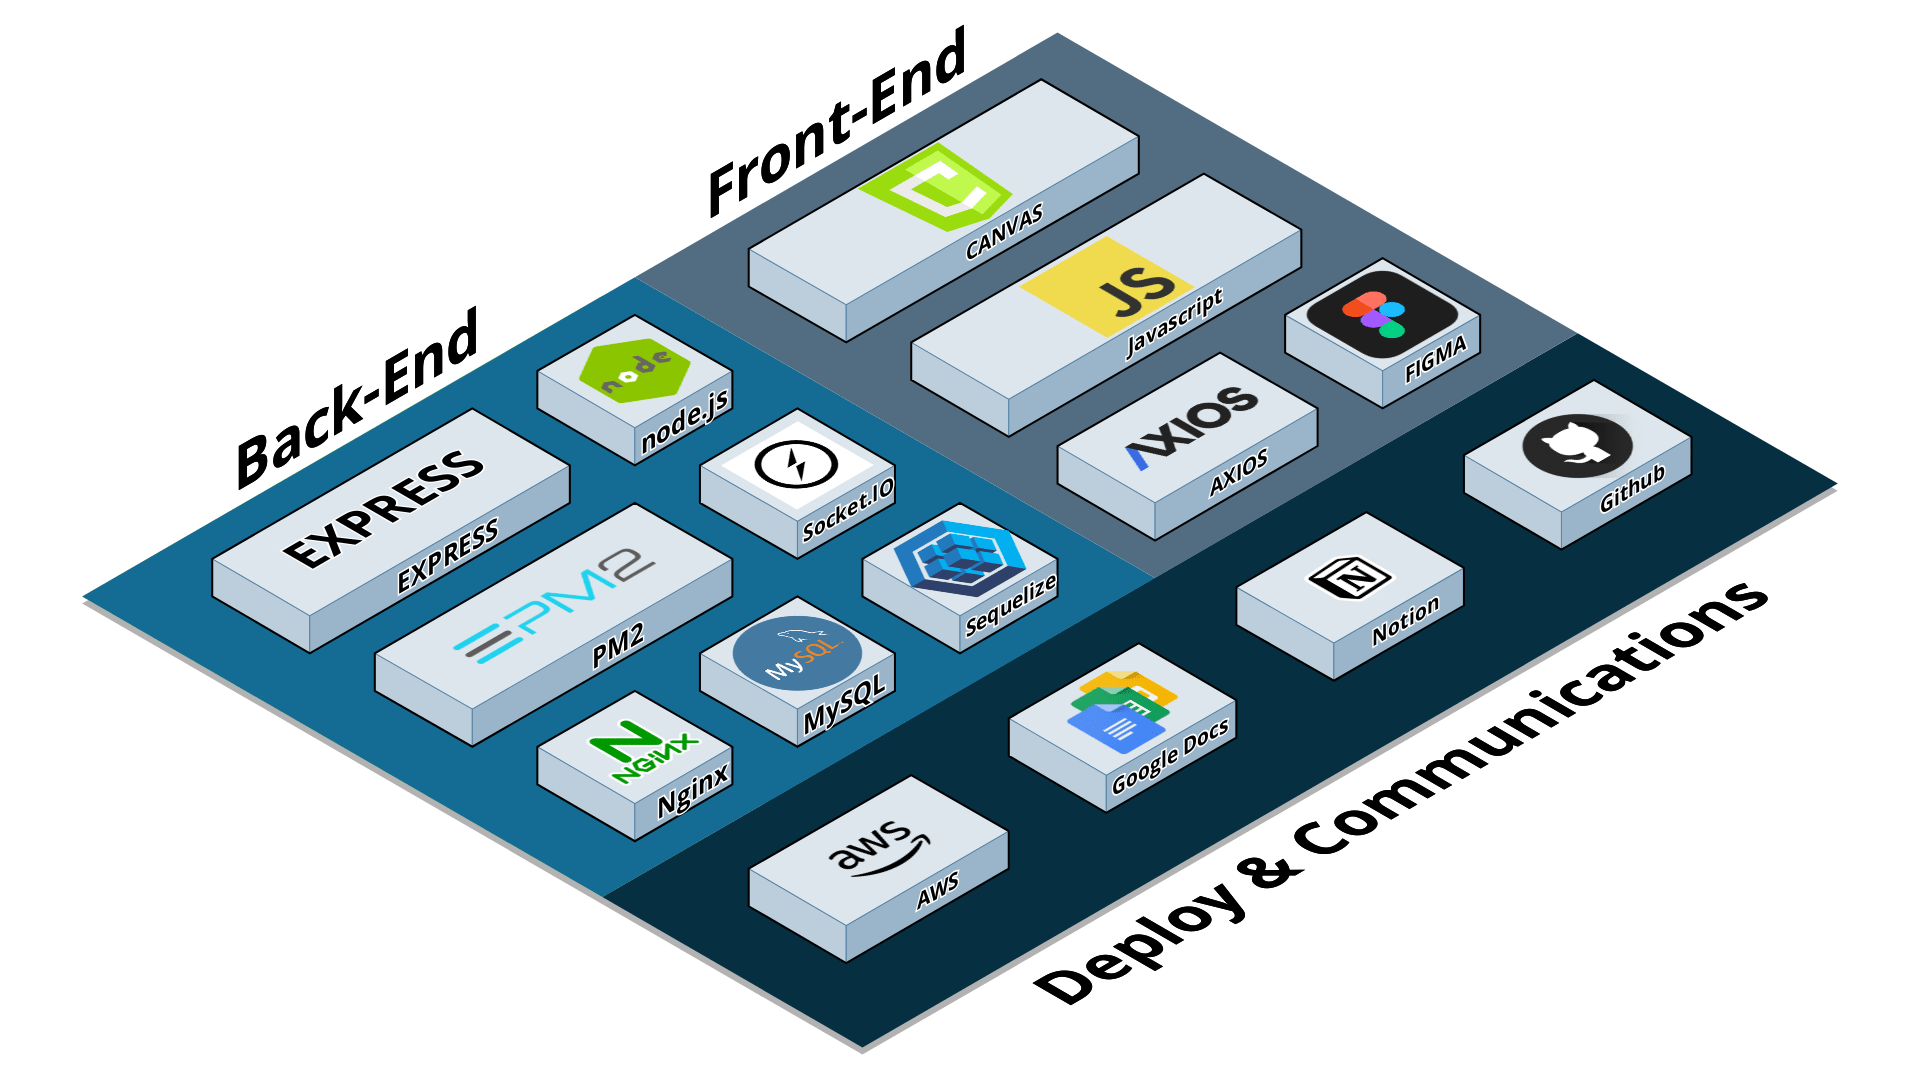 Front-End
CANVAS
JS
Javascript
FIGMA
AXIOS
AXIOS
Back-End
node
node.js
EXPRESS
EXPRESS
Socket.IO
PM2
PM2
Sequelize
MySQL
MySQL
NGINX
Nginx
Deploy & Communications
Github
N
Notion
Google Docs
aws
AWS